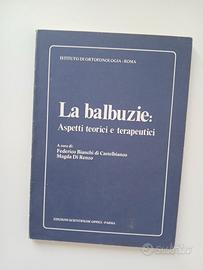 ISTITUTO DI ORTOFONOLOGIA - ROMA
La balbuzie:
Aspetti teorici e terapeutici
A cura di:
Federico Bianchi di Castelbianco
Magda Di Renzo
EDIZIONI SCIENTIFICHE OPPICI - PARMA
subito